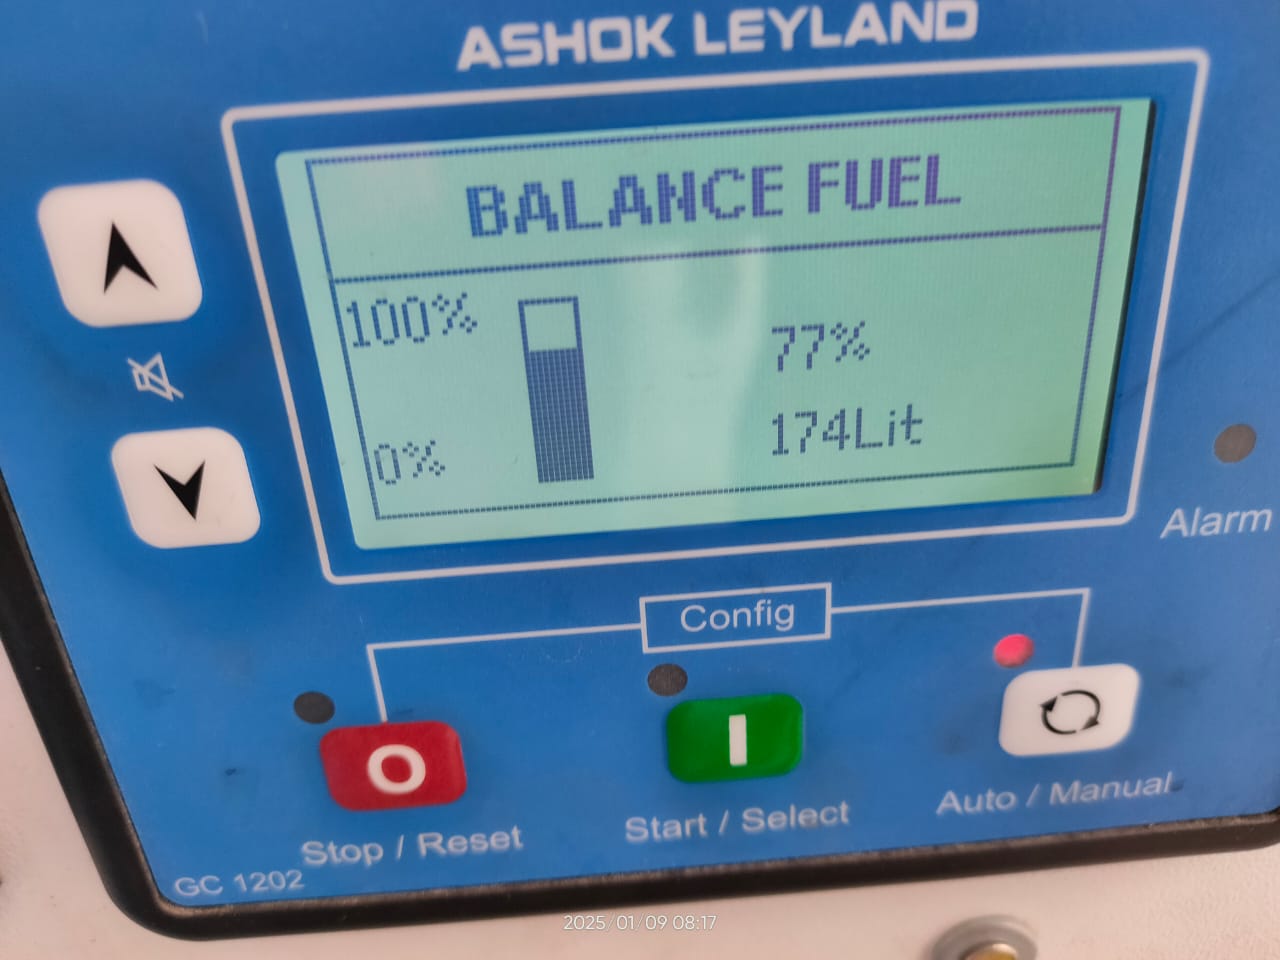 ASHOK LEYLAND
BALANCE FUEL
100%
77%
174Lit
0%
Alarm
Config
O
I
Stop / Reset
Start / Select
Auto / Manual
GC 1202
2025/01/09 08:17